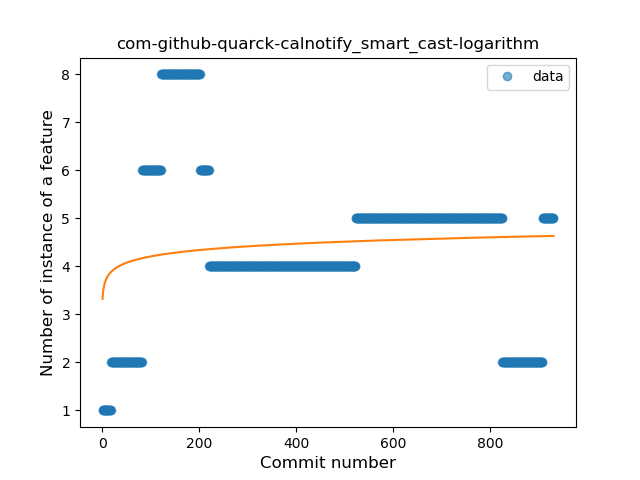 com-github-quarck-calnotify_smart_cast-logarithm
data
8
7
6
5
4
3
2
1
Number of instance of a feature
0 200 400 600 800
Commit number